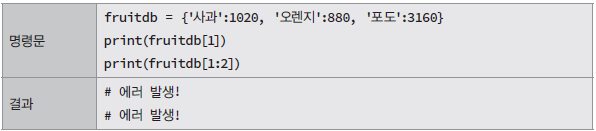 명령문
fruitdb = {'사과':1020, '오렌지':880, '포도':3160}
print(fruitdb[1])
print(fruitdb[1:2])
결과
# 에러 발생!
# 에러 발생!